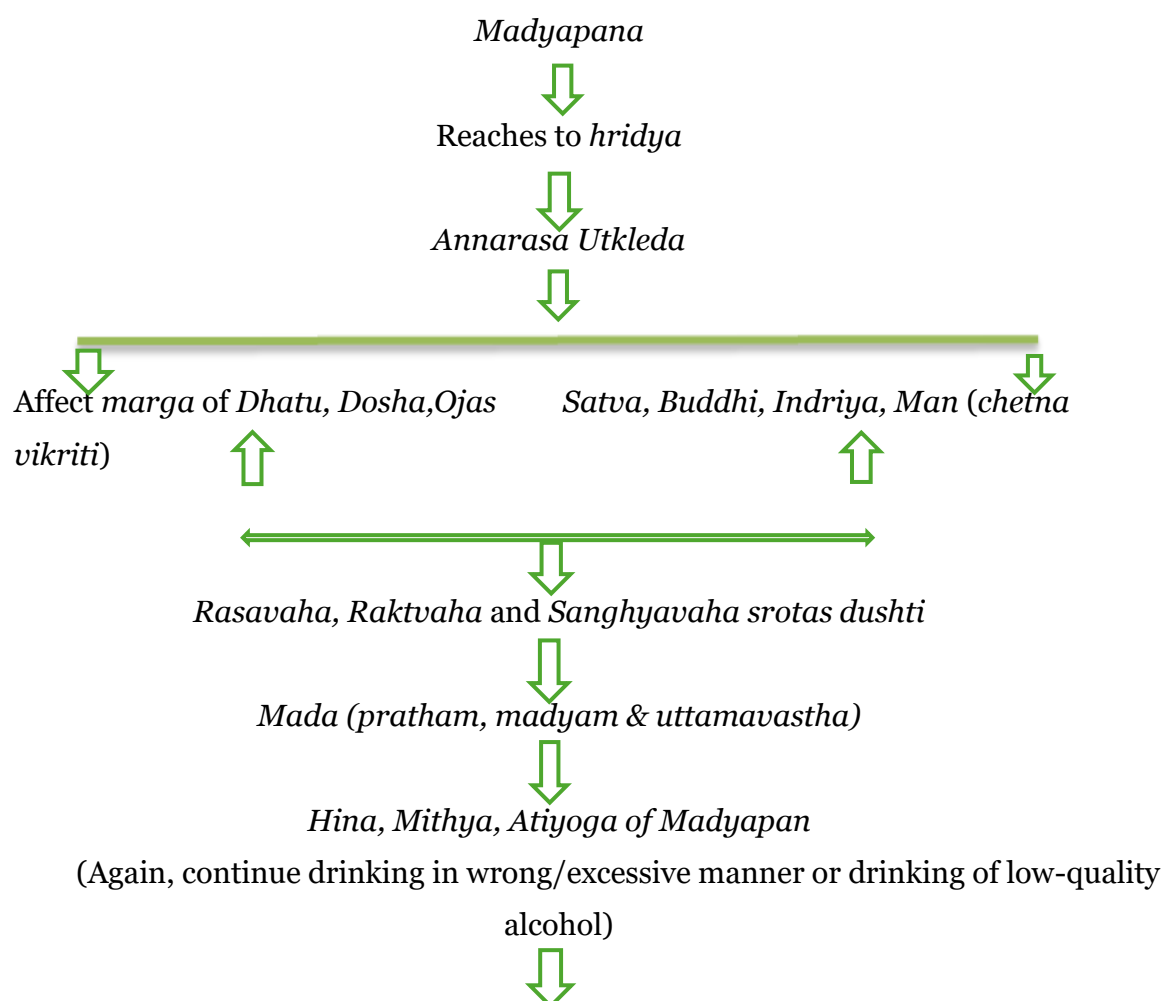 Madyapana
Reaches to hridya
Annarasa Utkleda
Affect marga of Dhatu, Dosha,Ojas
vikriti)
Satva, Buddhi, Indriya, Man (chetna
Rasavaha, Raktvaha and Sanghyavaha srotas dushti
Mada (pratham, madyam & uttamavastha)
Hina, Mithya, Atiyoga of Madyapan
(Again, continue drinking in wrong/excessive manner or drinking of low-quality
alcohol)